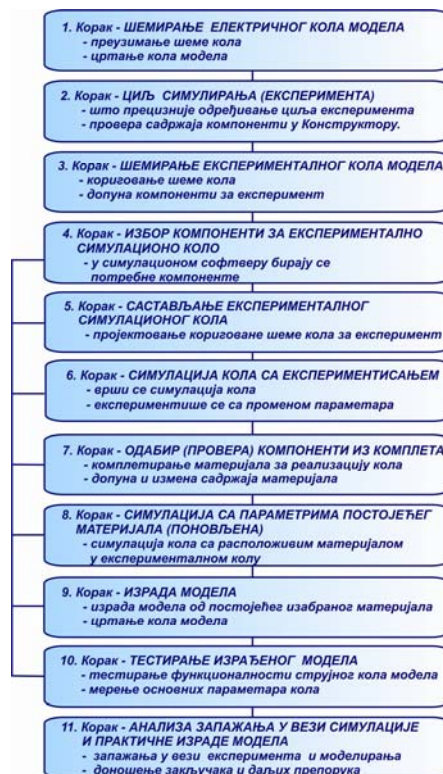 1. Корак - ШЕМИРАЊЕ ЕЛЕКТРИЧНОГ КОЛА МОДЕЛА
- преузимање шеме кола
- цртање кола модела
2. Корак - ЦИЉ СИМУЛИРАЊА (ЕКСПЕРИМЕНТА)
- што прецизније одређивање циља експеримента
- провера садржаја компоненти у Конструктору.
3. Корак - ШЕМИРАЊЕ ЕКСПЕРИМЕНТАЛНОГ КОЛА МОДЕЛА
- кориговање шеме кола
- допуна компоненти за експеримент
4. Корак - ИЗБОР КОМПОНЕНТИ ЗА ЕКСПЕРИМЕНТАЛНО
СИМУЛАЦИОНО КОЛО
- у симулационом софтверу бирају се
потребне компоненте
5. Корак - САСТАВЉАЊЕ ЕКСПЕРИМЕНТАЛНОГ
СИМУЛАЦИОНОГ КОЛА
- пројектовање кориговане шеме кола за експеримент
6. Корак - СИМУЛАЦИЈА КОЛА СА ЕКСПЕРИМЕНТИСАЊЕМ
- врши се симулација кола
- експериментише се са променом параметара
7. Корак - ОДАБИР (ПРОВЕРА) КОМПОНЕНТИ ИЗ КОМПЛЕТА
- комплетирање материјала за реализацију кола
- допуна и измена садржаја материјала
8. Корак - СИМУЛАЦИЈА СА ПАРАМЕТРИМА ПОСТОЈЕЋЕГ
МАТЕРИЈАЛА (ПОНОВЉЕНА)
- симулација кола са расположивим материјалом
у експерименталном колу
9. Корак - ИЗРАДА МОДЕЛА
- израда модела од постојећег изабраног материјала
- цртање кола модела
10. Корак - ТЕСТИРАЊЕ ИЗРАЂЕНОГ МОДЕЛА
- тестирање функционалности струјног кола модела
- мерење основних параметара кола
11. Корак - АНАЛИЗА ЗАПАЖАЊА У ВЕЗИ СИМУЛАЦИЈЕ
И ПРАКТИЧНЕ ИЗРАДЕ МОДЕЛА
- запажања у вези експеримента и моделирања
- доношење закључака и даљих препорука